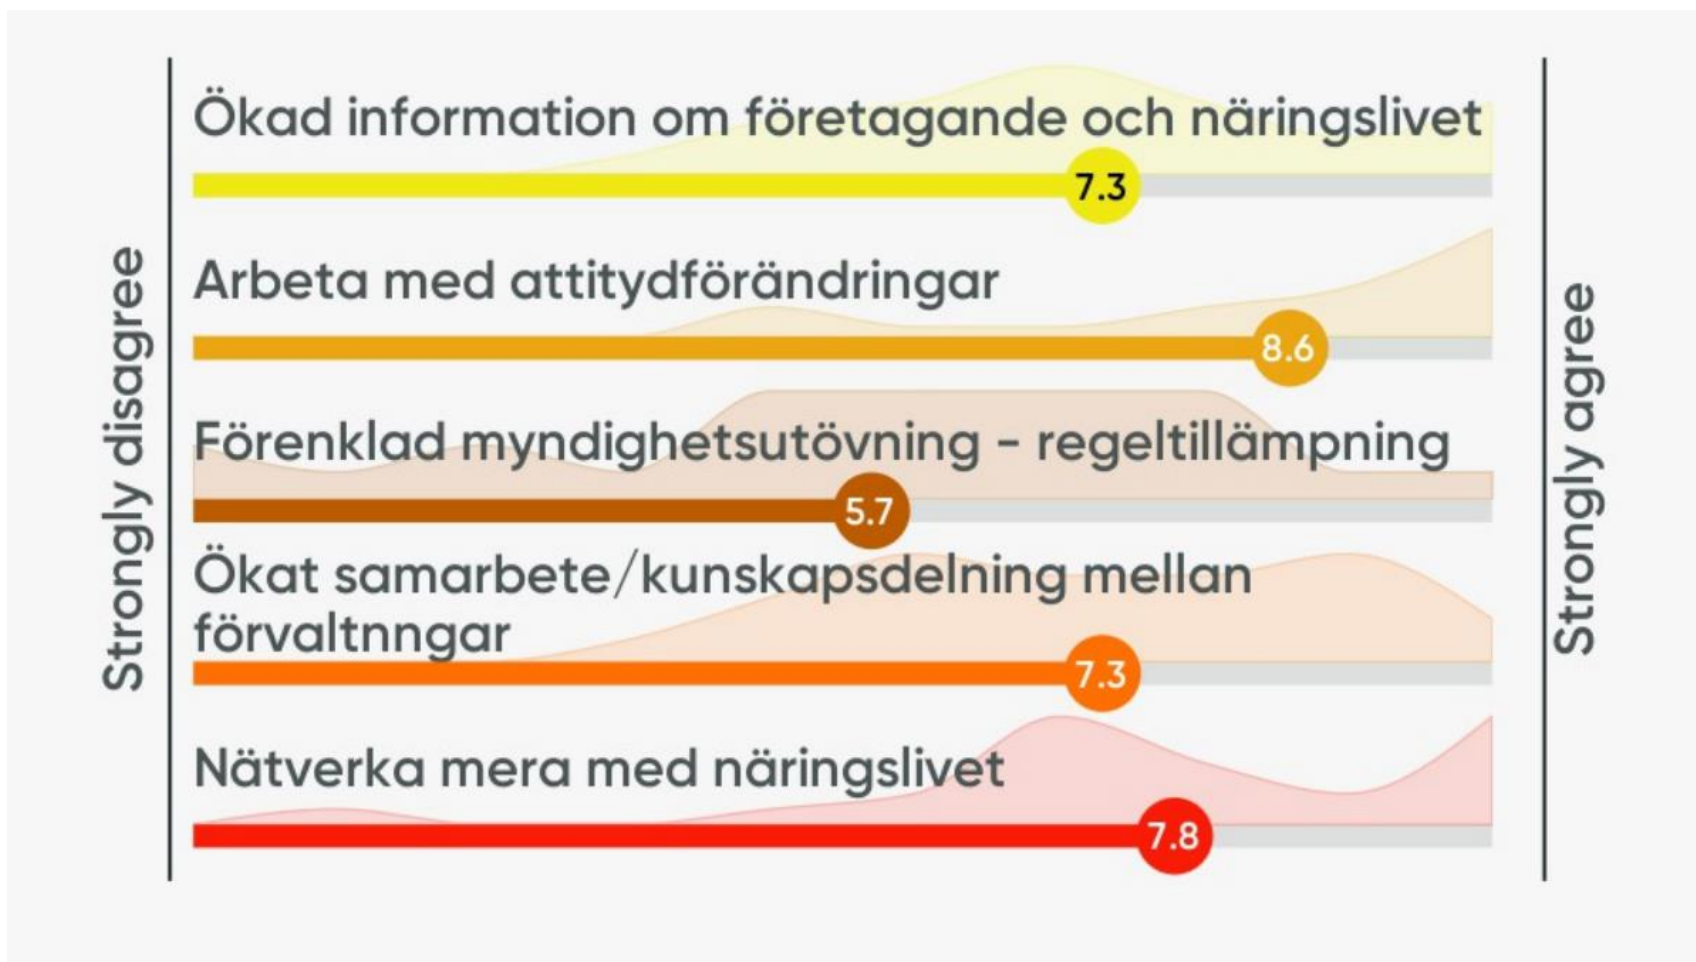 Ökad information om företagande och näringslivet
7.3
Arbeta med attitydförändringar
8.6
Förenklad myndighetsutövning - regeltillämpning
5.7
Ökat samarbete/kunskapsdelning mellan
förvaltnngar
7.3
Nätverka mera med näringslivet
7.8
Strongly disagree
Strongly agree